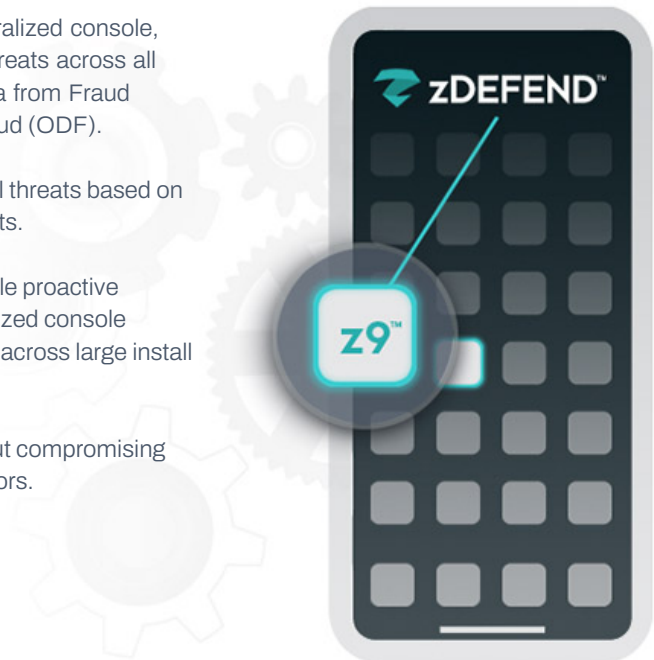 ralized console,
reats across all
a from Fraud
ud (ODF).
l threats based on
ts.
le proactive
ized console
across large install
ut compromising
ors.
zDEFEND™
z9™